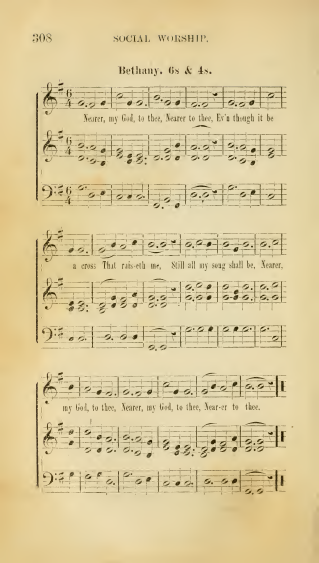 308 SOCIAL WORSHIP.
Bethany. 6s & 4s.
Nearer, my God, to thee, Nearer to thee, Ev'n though it be
a cross That rais-eth me, Still all my song shall be, Nearer,
my God, to thee, Nearer, my God, to thee, Near-er to thee.